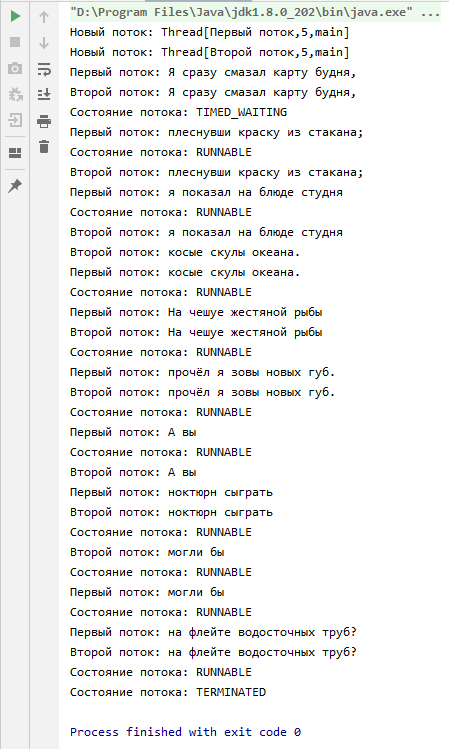 "D:\Program Files\Java\jdk1.8.0_202\bin\java.exe" ...
Новый поток: Thread[Первый поток,5,main]
Новый поток: Thread[Второй поток,5,main]
Первый поток: Я сразу смазал карту будня,
Второй поток: Я сразу смазал карту будня,
Состояние потока: TIMED_WAITING
Первый поток: плеснувши краску из стакана;
Состояние потока: RUNNABLE
Второй поток: плеснувши краску из стакана;
Первый поток: я показал на блюде студня
Состояние потока: RUNNABLE
Второй поток: я показал на блюде студня
Второй поток: косые скулы океана.
Первый поток: косые скулы океана.
Состояние потока: RUNNABLE
Первый поток: На чешуе жестяной рыбы
Второй поток: На чешуе жестяной рыбы
Состояние потока: RUNNABLE
Первый поток: прочёл я зовы новых губ.
Второй поток: прочёл я зовы новых губ.
Состояние потока: RUNNABLE
Первый поток: А вы
Состояние потока: RUNNABLE
Второй поток: А вы
Первый поток: ноктюрн сыграть
Второй поток: ноктюрн сыграть
Состояние потока: RUNNABLE
Второй поток: могли бы
Состояние потока: RUNNABLE
Первый поток: могли бы
Состояние потока: RUNNABLE
Первый поток: на флейте водосточных труб?
Второй поток: на флейте водосточных труб?
Состояние потока: RUNNABLE
Состояние потока: TERMINATED
Process finished with exit code 0